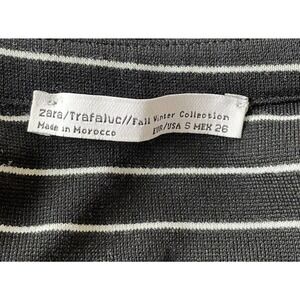 Zara/Trafaluc//Fall Winter Collection
Made in Morocco EUR/USA S MEX 26